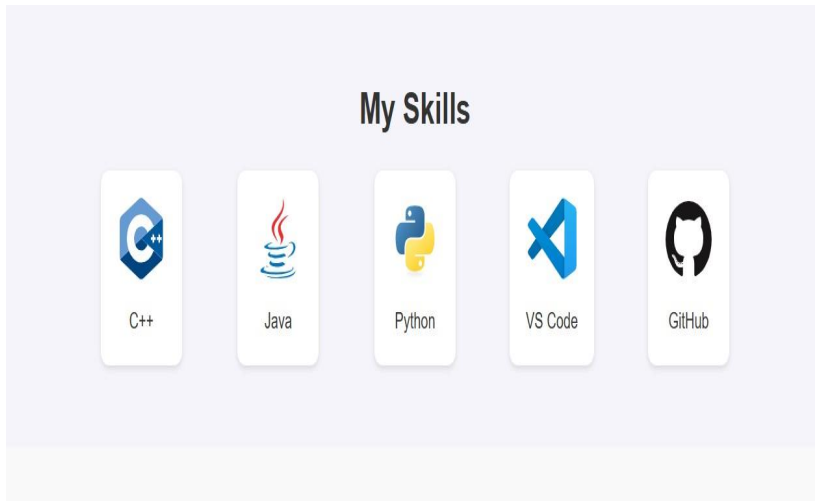 My Skills
C++
Java
Python
VS Code
GitHub